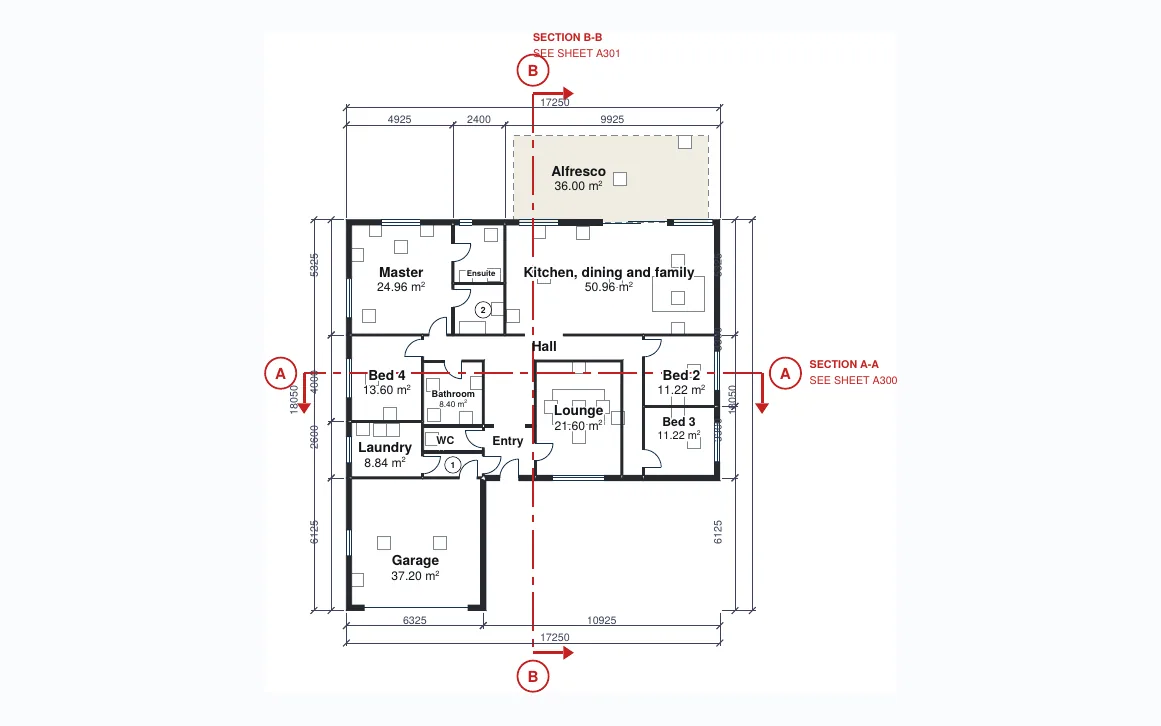 SECTION B-B
SEE SHEET A301
B
17250
4925 2400 9925
Alfresco
36.00 m²
5325
Master
24.96 m²
Ensuite
Kitchen, dining and family
50.96 m²
2
Hall
A
A
SECTION A-A
SEE SHEET A300
Bed 4
13.60 m²
Bathroom
8.40 m²
Bed 2
11.22 m²
4000
18050
18050
Lounge
21.60 m²
Bed 3
11.22 m²
2600
WC
Entry
Laundry
8.84 m²
1
6125
6125
Garage
37.20 m²
6325 10925
17250
B